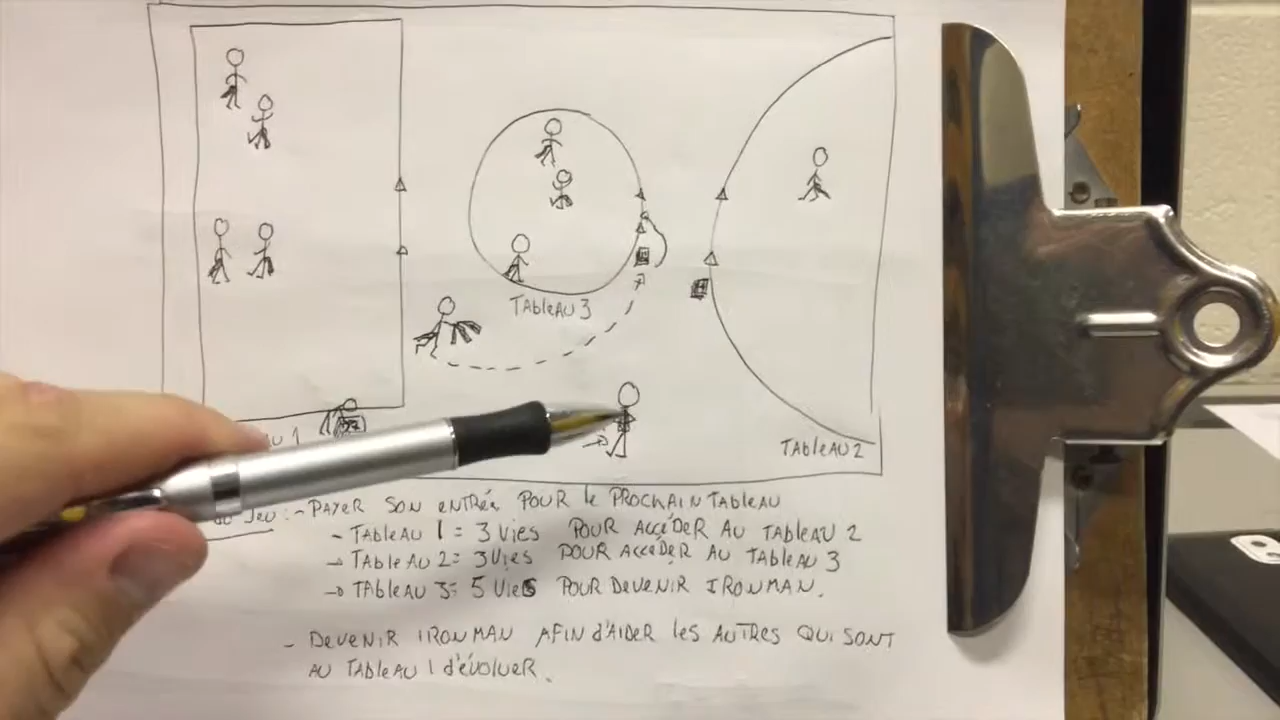 TABLEAU 3
1
TABLEAU 2
JEU :- PAYER SON ENTRÉE POUR LE PROCHAIN TABLEAU
- TABLEAU 1 = 3 VIES POUR ACCÉDER AU TABLEAU 2
→ TABLEAU 2 = 3 VIES POUR ACCÉDER AU TABLEAU 3
→ TABLEAU 3 = 5 VIES POUR DEVENIR IRONMAN.
- DEVENIR IRONMAN AFIN d'AIDER LES AUTRES QUI SONT
AU TABLEAU 1 d'ÉVOLUER.